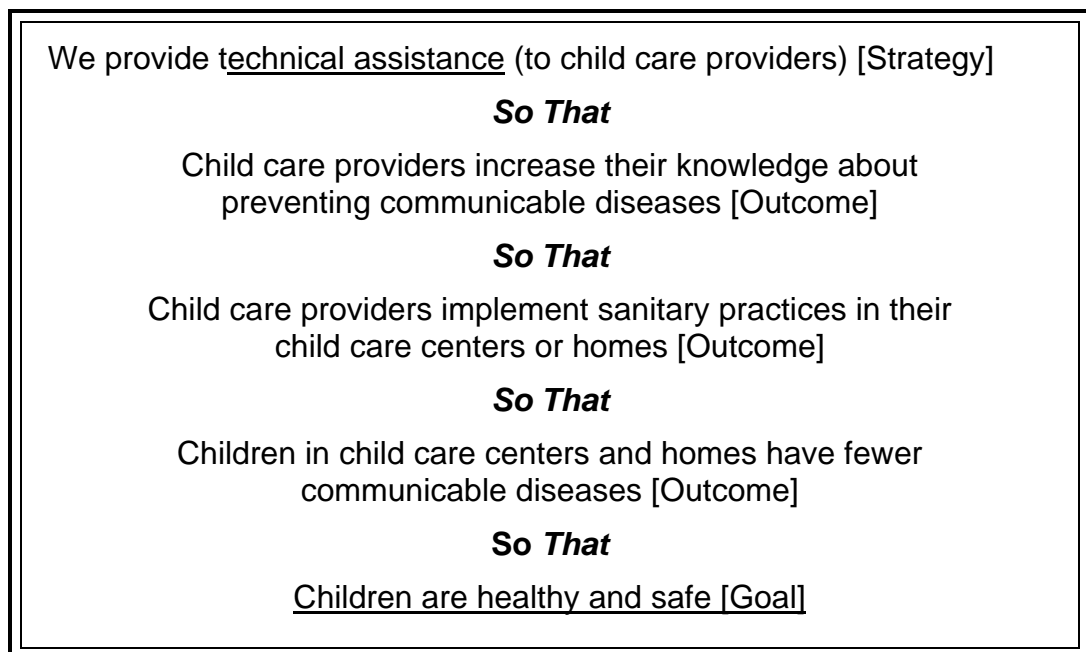 We provide technical assistance (to child care providers) [Strategy]
So That
Child care providers increase their knowledge about
preventing communicable diseases [Outcome]
So That
Child care providers implement sanitary practices in their
child care centers or homes [Outcome]
So That
Children in child care centers and homes have fewer
communicable diseases [Outcome]
So That
Children are healthy and safe [Goal]